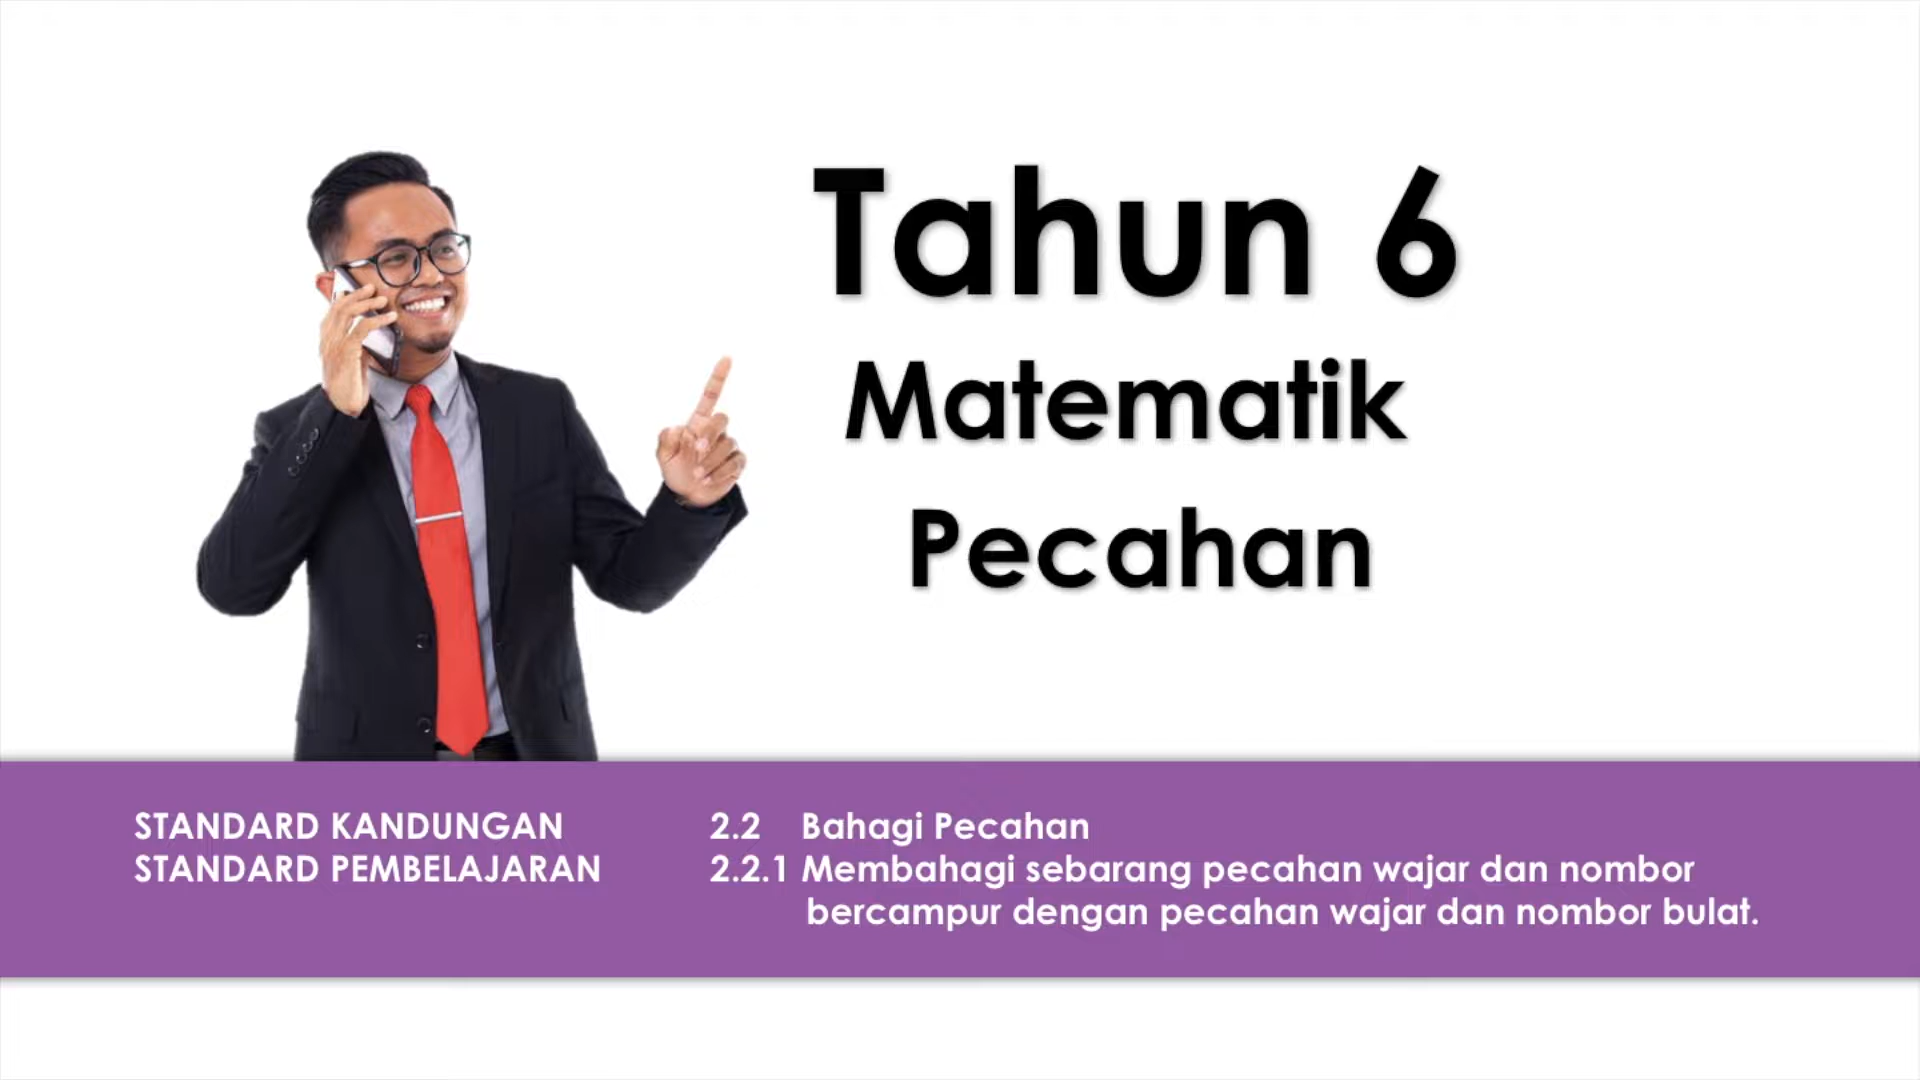 Tahun 6
Matematik
Pecahan
STANDARD KANDUNGAN 2.2 Bahagi Pecahan
STANDARD PEMBELAJARAN 2.2.1 Membahagi sebarang pecahan wajar dan nombor
bercampur dengan pecahan wajar dan nombor bulat.